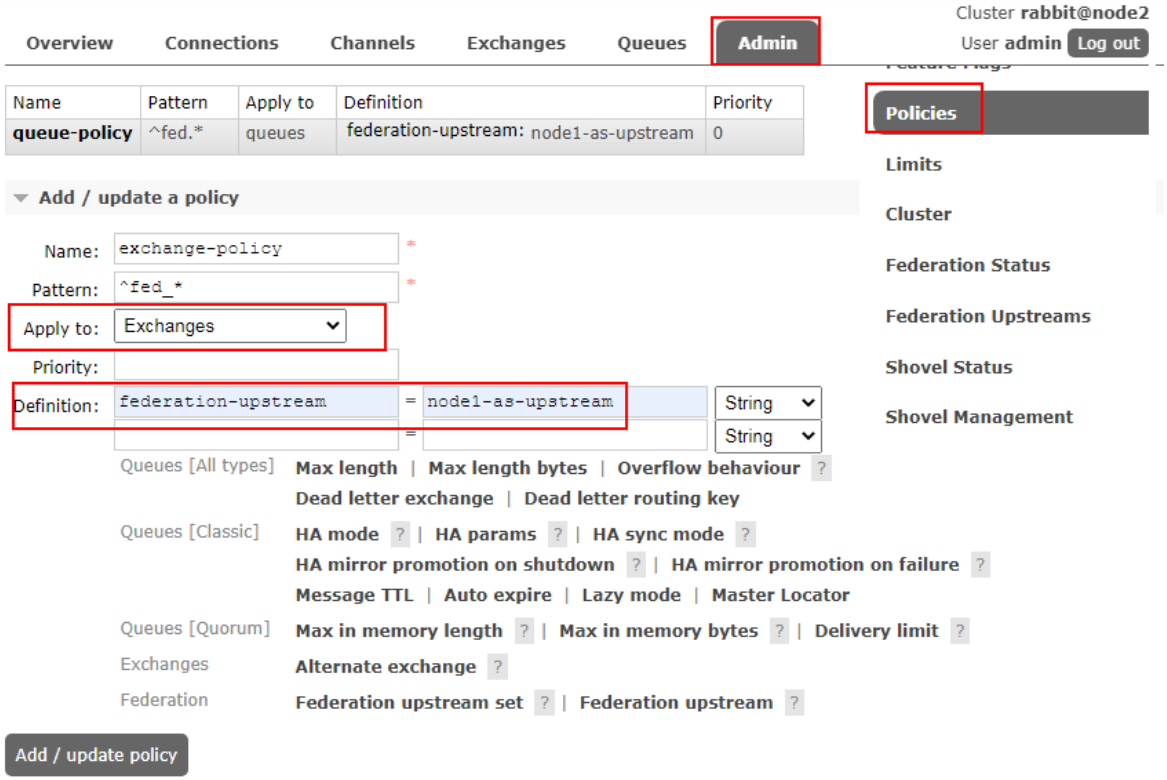 Cluster rabbit@node2
Overview Connections Channels Exchanges Queues Admin User admin Log out
Name Pattern Apply to Definition Priority
queue-policy ^fed.* queues federation-upstream: node1-as-upstream 0
Policies
Limits
Add / update a policy
Cluster
Name: exchange-policy *
Federation Status
Pattern: ^fed_* *
Federation Upstreams
Apply to: Exchanges
Priority:
Shovel Status
Definition: federation-upstream = node1-as-upstream String
Shovel Management
= String
Queues [All types] Max length | Max length bytes | Overflow behaviour ?
Dead letter exchange | Dead letter routing key
Queues [Classic] HA mode ? | HA params ? | HA sync mode ?
HA mirror promotion on shutdown ? | HA mirror promotion on failure ?
Message TTL | Auto expire | Lazy mode | Master Locator
Queues [Quorum] Max in memory length ? | Max in memory bytes ? | Delivery limit ?
Exchanges Alternate exchange ?
Federation Federation upstream set ? | Federation upstream ?
Add / update policy